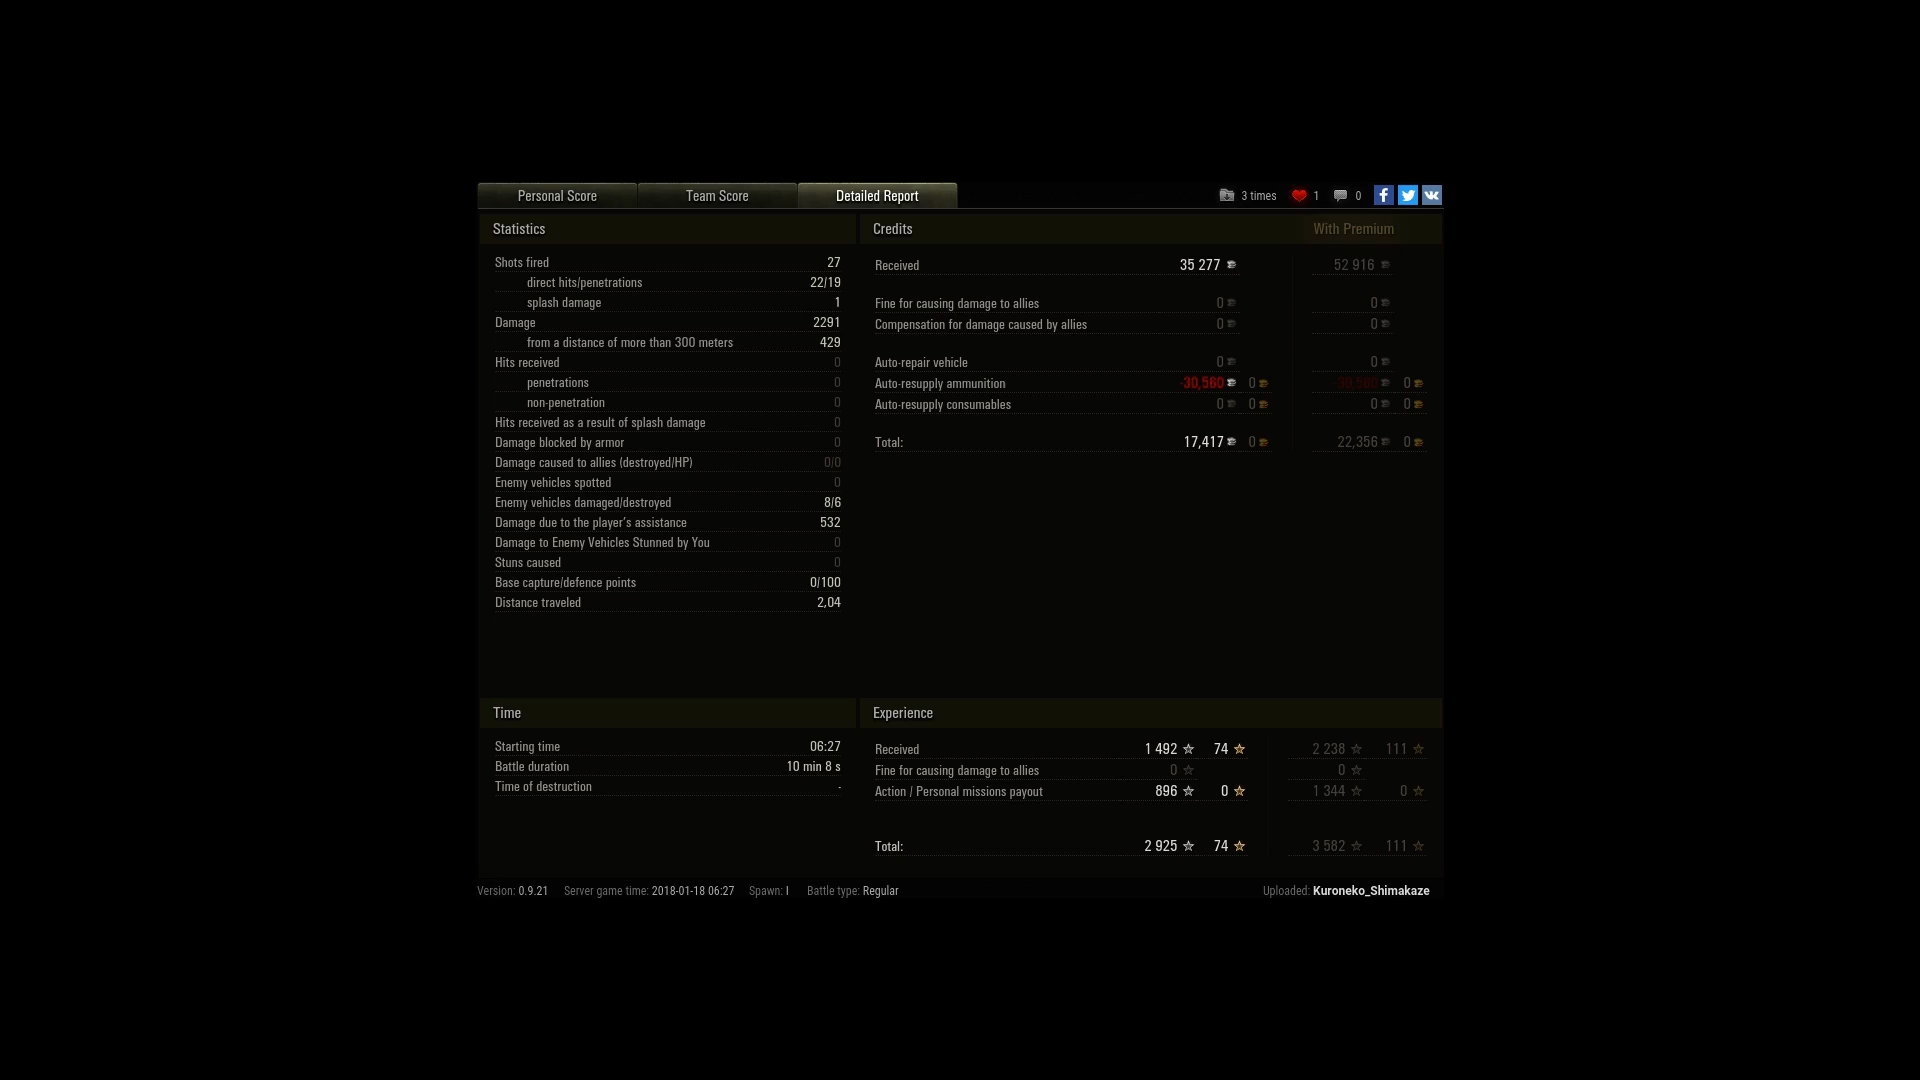 Personal Score
Team Score
Detailed Report
3 times
1
0
Statistics
Shots fired 27
direct hits/penetrations 22/19
splash damage 1
Damage 2291
from a distance of more than 300 meters 429
Hits received 0
penetrations 0
non-penetration 0
Hits received as a result of splash damage 0
Damage blocked by armor 0
Damage caused to allies (destroyed/HP) 0/0
Enemy vehicles spotted 0
Enemy vehicles damaged/destroyed 8/6
Damage due to the player's assistance 532
Damage to Enemy Vehicles Stunned by You 0
Stuns caused 0
Base capture/defence points 0/100
Distance traveled 2,04
Credits With Premium
Received 35 277 52 916
Fine for causing damage to allies 0 0
Compensation for damage caused by allies 0 0
Auto-repair vehicle 0 0
Auto-resupply ammunition -30,560 0 -30,560 0
Auto-resupply consumables 0 0 0 0
Total: 17,417 0 22,356 0
Time
Starting time 06:27
Battle duration 10 min 8 s
Time of destruction -
Experience
Received 1 492 74 2 238 111
Fine for causing damage to allies 0 0
Action / Personal missions payout 896 0 1 344 0
Total: 2 925 74 3 582 111
Version: 0.9.21 Server game time: 2018-01-18 06:27 Spawn: I Battle type: Regular
Uploaded: Kuroneko_Shimakaze